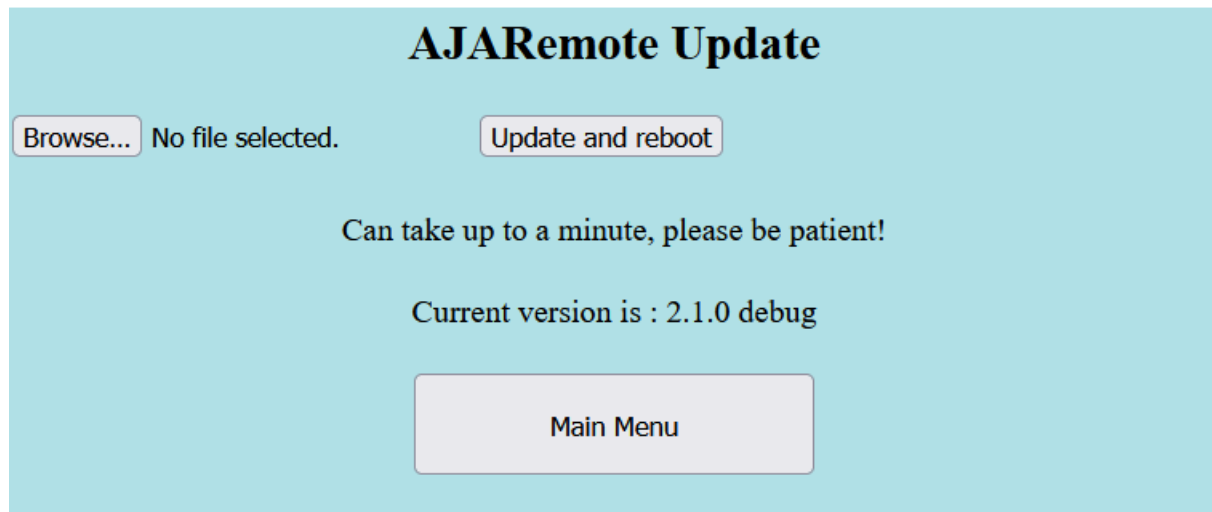 AJARemote Update
Browse... No file selected. Update and reboot
Can take up to a minute, please be patient!
Current version is : 2.1.0 debug
Main Menu